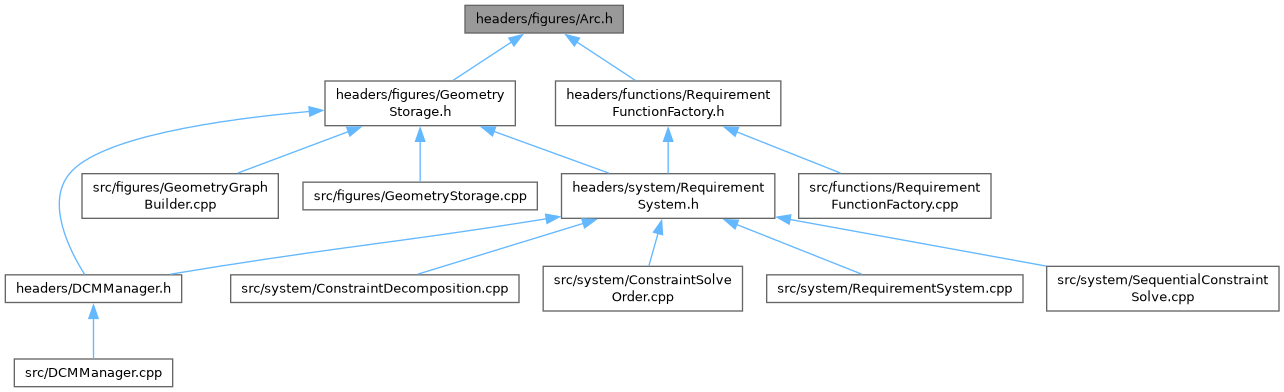 headers/figures/Arc.h
headers/figures/Geometry
Storage.h
headers/functions/Requirement
FunctionFactory.h
src/figures/GeometryGraph
Builder.cpp
src/figures/GeometryStorage.cpp
headers/system/Requirement
System.h
src/functions/Requirement
FunctionFactory.cpp
headers/DCMManager.h
src/system/ConstraintDecomposition.cpp
src/system/ConstraintSolve
Order.cpp
src/system/RequirementSystem.cpp
src/system/SequentialConstraint
Solve.cpp
src/DCMManager.cpp